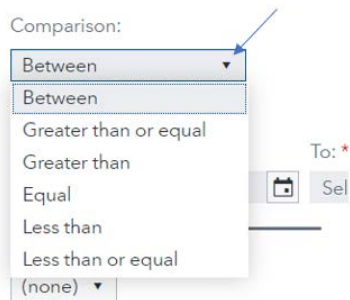 Comparison:
Between
Between
Greater than or equal
Greater than
To: *
Equal
Sel
Less than
Less than or equal
(none)